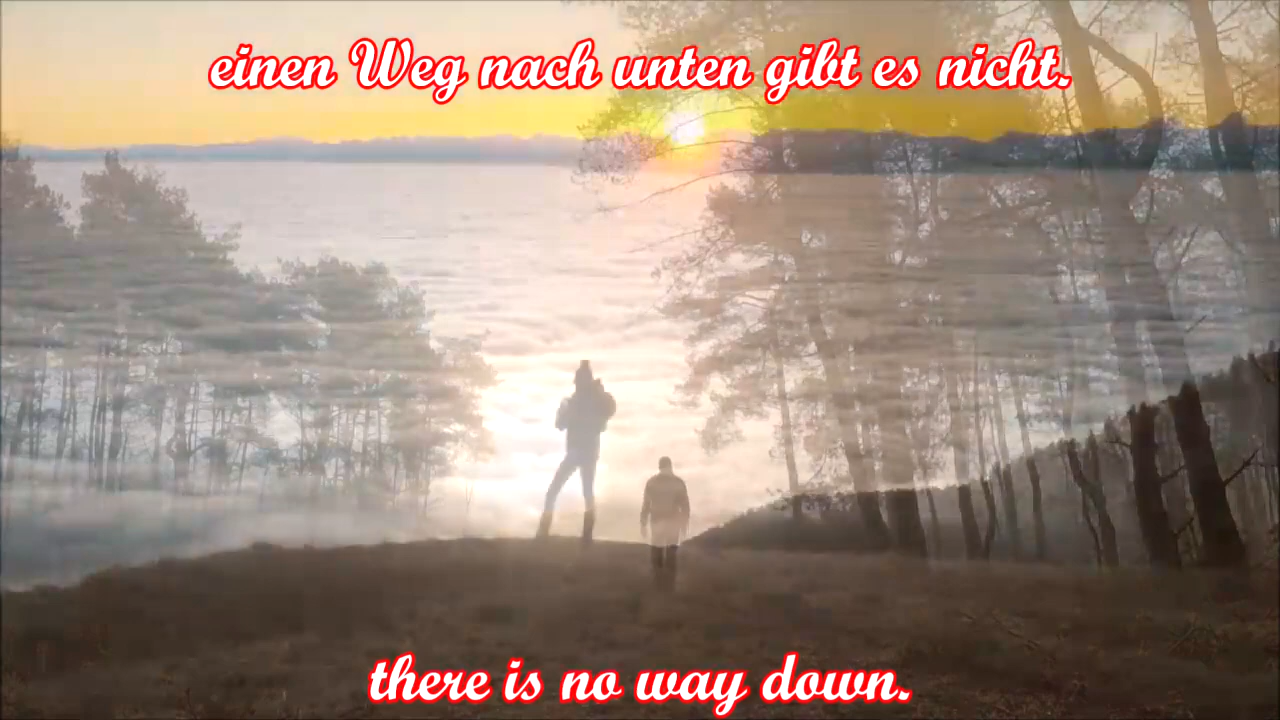 einen Weg nach unten gibt es nicht.
there is no way down.